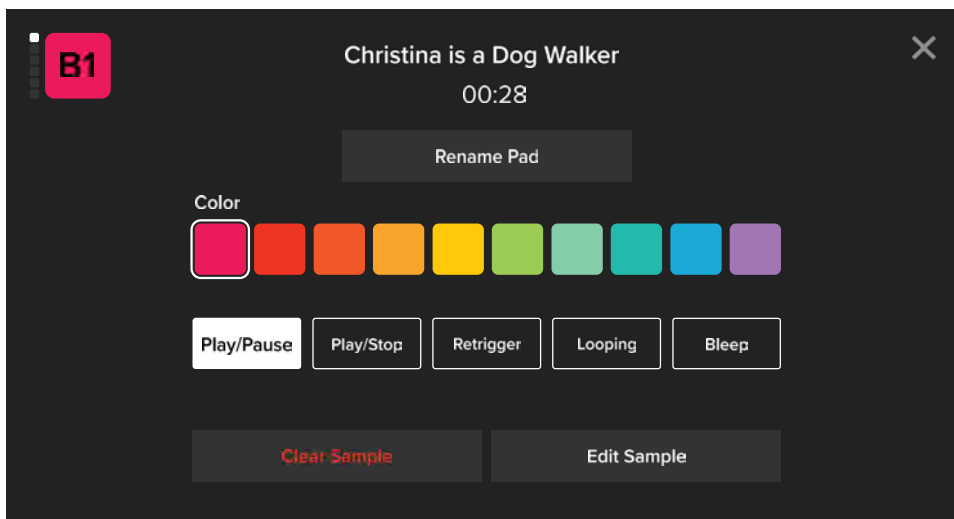 B1
Christina is a Dog Walker
00:28
Rename Pad
Color
Play/Pause Play/Stop Retrigger Looping Bleep
Clear Sample Edit Sample